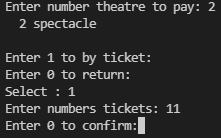 Enter number theatre to pay: 2
2 spectacle
Enter 1 to by ticket:
Enter 0 to return:
Select : 1
Enter numbers tickets: 11
Enter 0 to confirm: